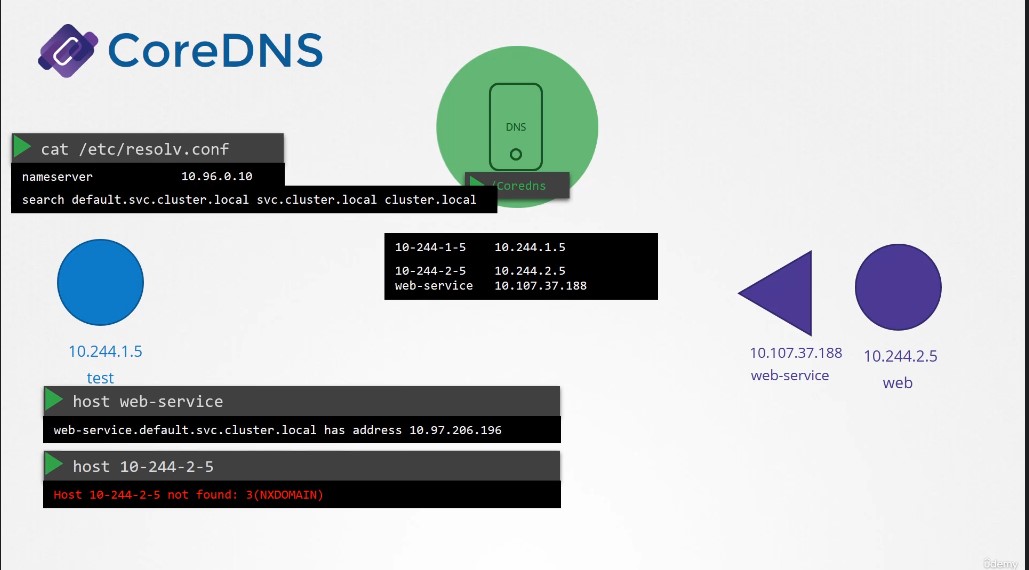 CoreDNS
DNS
/Coredns
cat /etc/resolv.conf
nameserver 10.96.0.10
search default.svc.cluster.local svc.cluster.local cluster.local
10-244-1-5 10.244.1.5
10-244-2-5 10.244.2.5
web-service 10.107.37.188
10.244.1.5
test
10.107.37.188
web-service
10.244.2.5
web
host web-service
web-service.default.svc.cluster.local has address 10.97.206.196
host 10-244-2-5
Host 10-244-2-5 not found: 3(NXDOMAIN)
Udemy